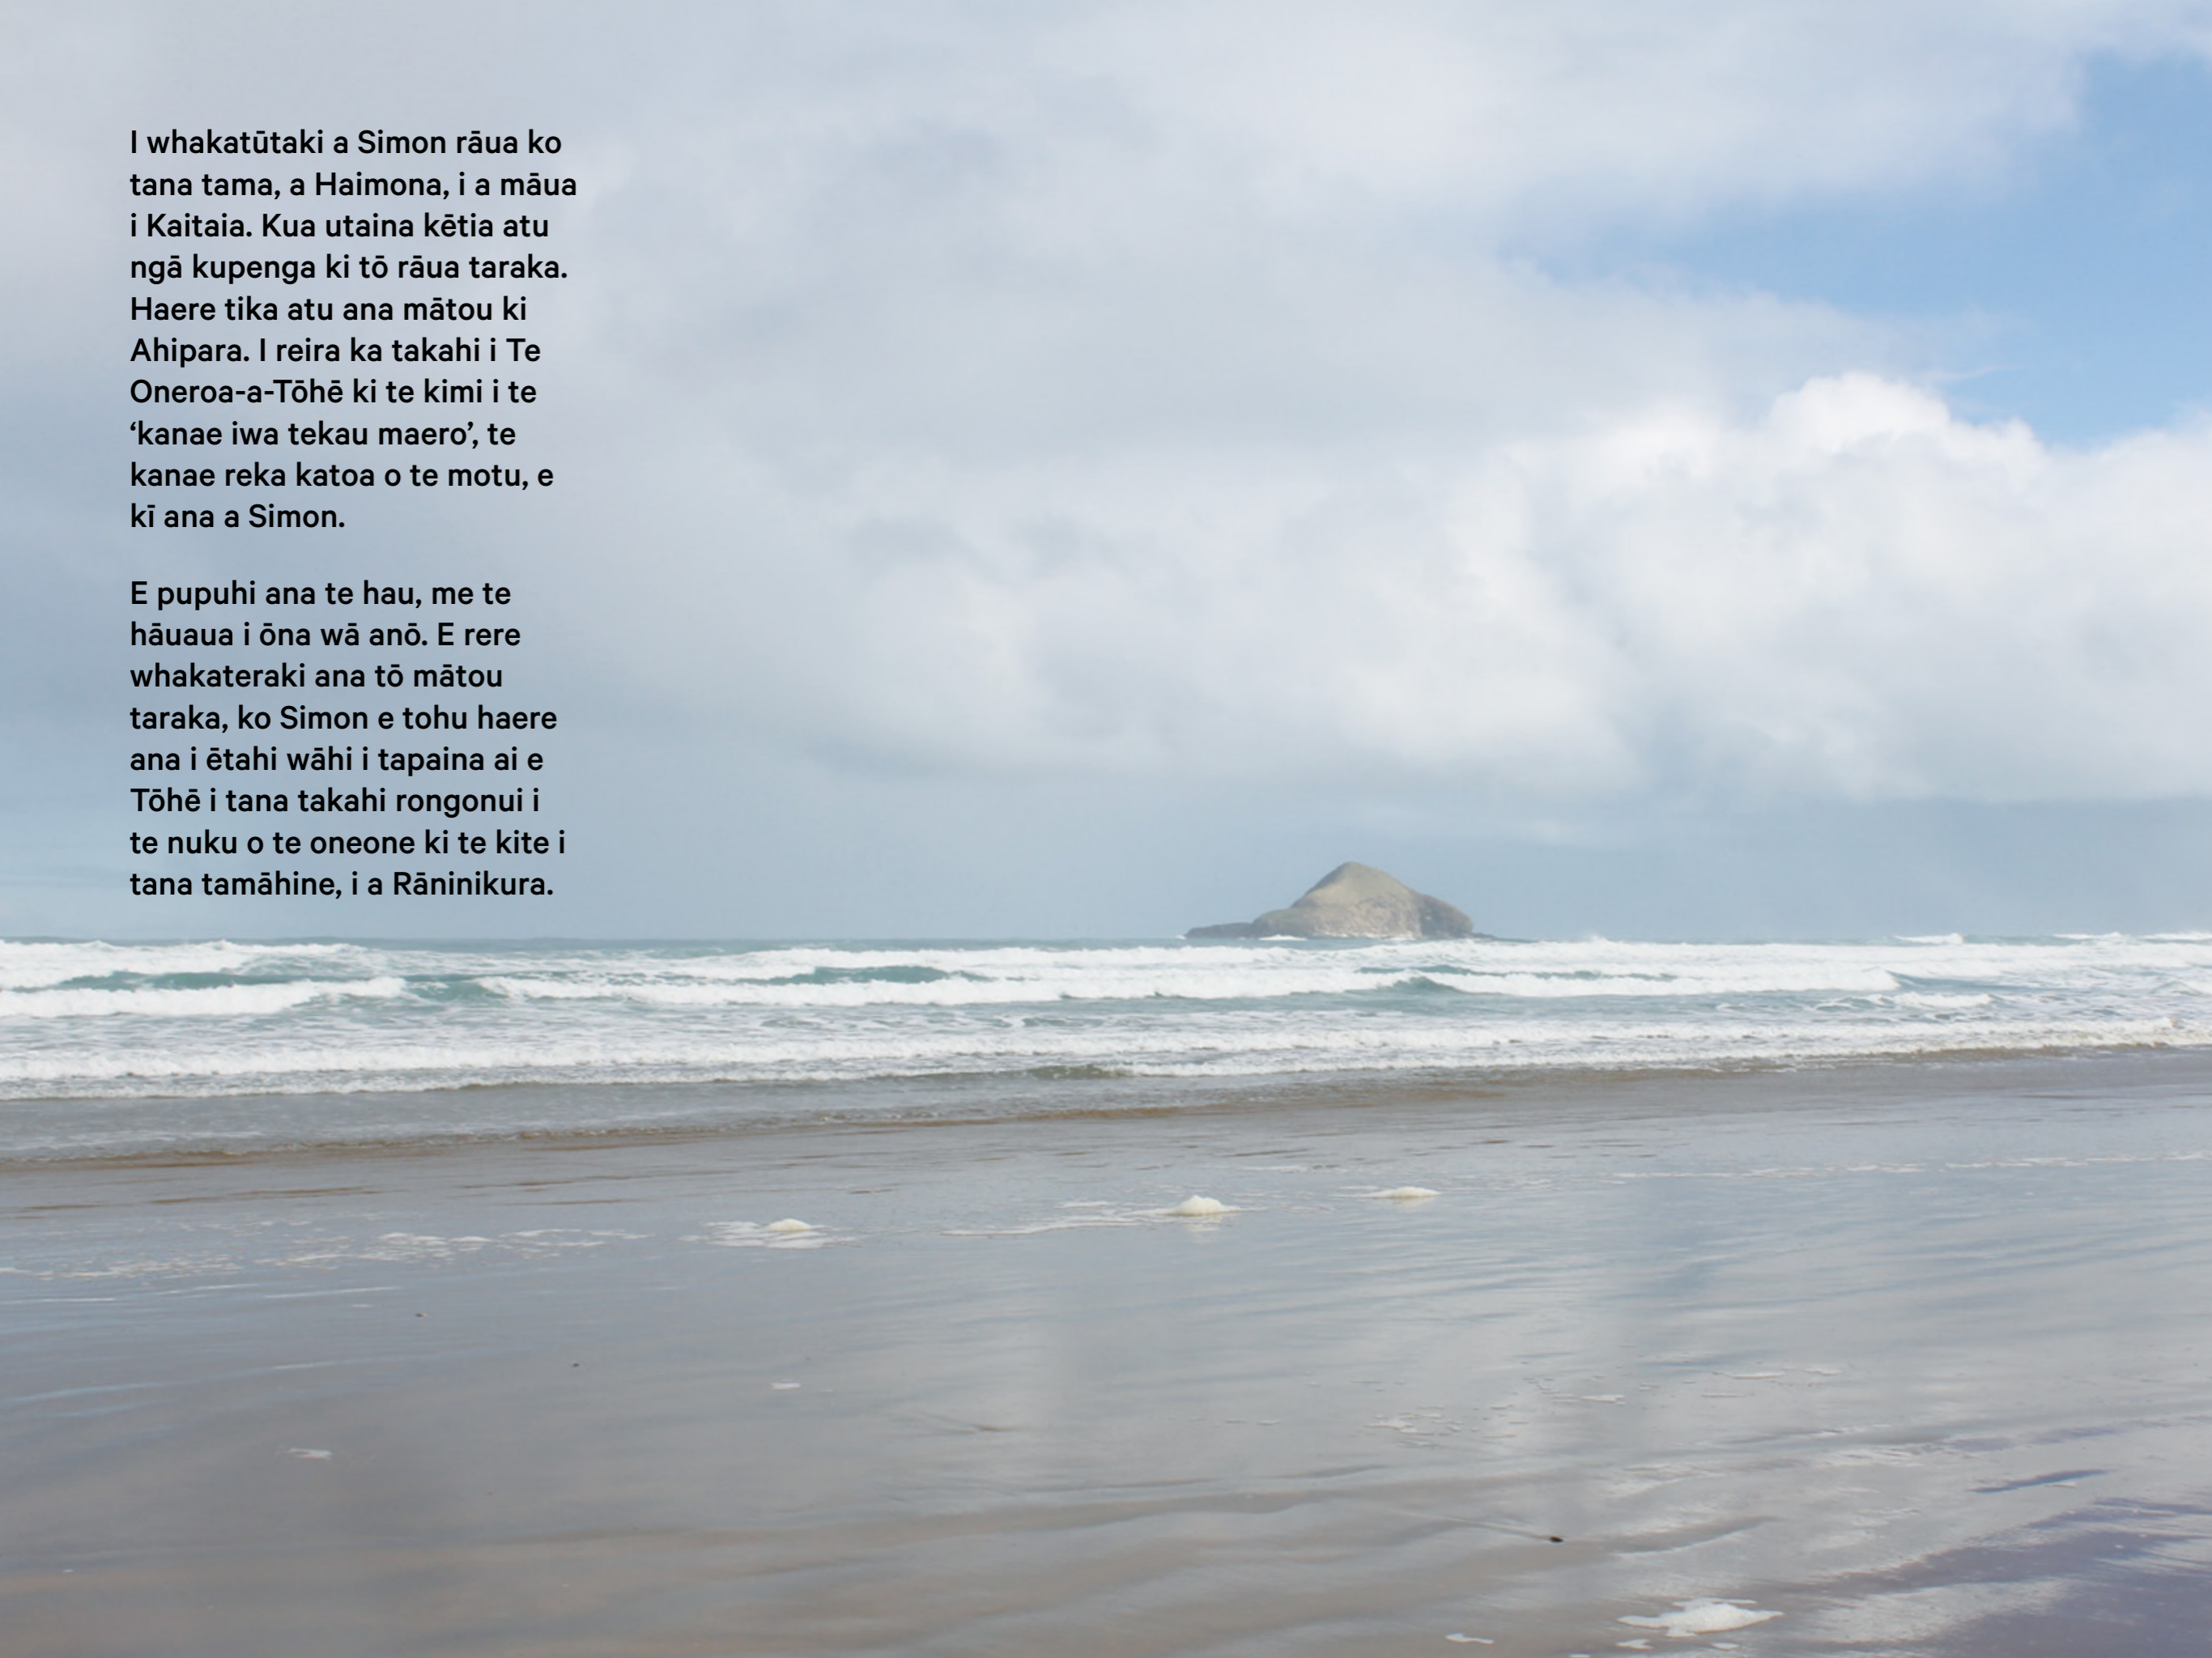 I whakatūtaki a Simon rāua ko
tana tama, a Haimona, i a māua
i Kaitaia. Kua utaina kētia atu
ngā kupenga ki tō rāua taraka.
Haere tika atu ana mātou ki
Ahipara. I reira ka takahi i Te
Oneroa-a-Tōhē ki te kimi i te
‘kanae iwa tekau maero’, te
kanae reka katoa o te motu, e
kī ana a Simon.

E pupuhi ana te hau, me te
hāuaua i ōna wā anō. E rere
whakateraki ana tō mātou
taraka, ko Simon e tohu haere
ana i ētahi wāhi i tapaina ai e
Tōhē i tana takahi rongonui i
te nuku o te oneone ki te kite i
tana tamāhine, i a Rāninikura.